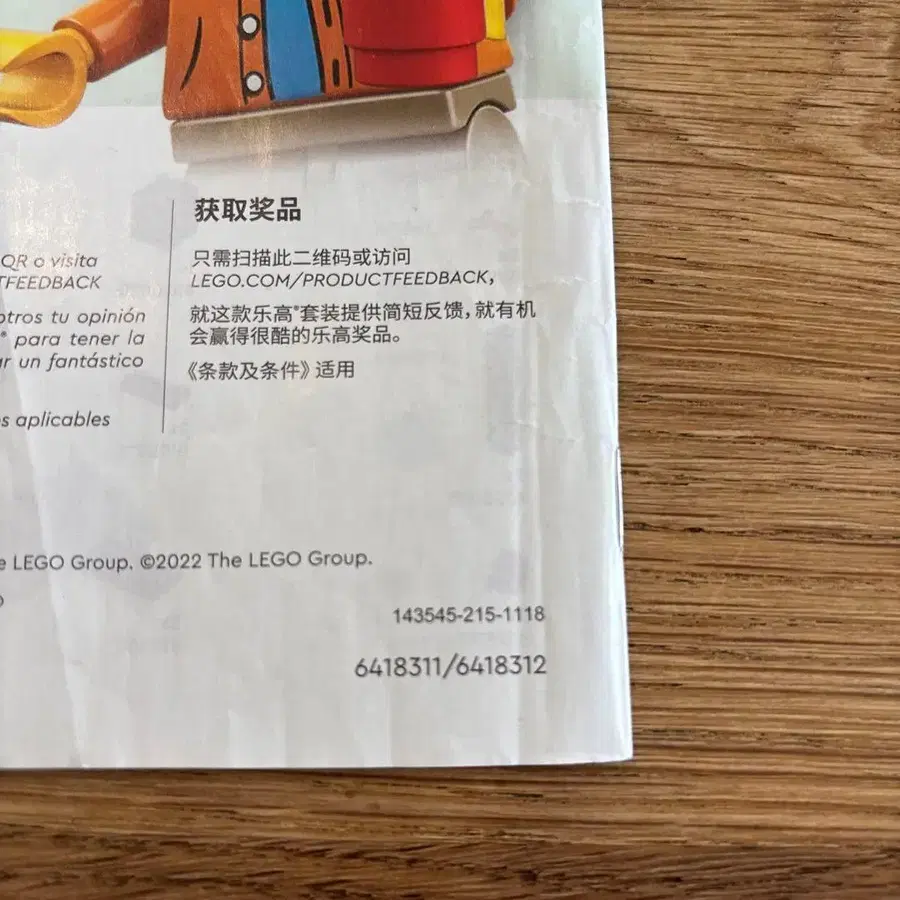 QR o visita
TFEEDBACK
otros tu opinión
® para tener la
ar un fantástico
s aplicables
获取奖品
只需扫描此二维码或访问
LEGO.COM/PRODUCTFEEDBACK,
就这款乐高®套装提供简短反馈,就有机
会赢得很酷的乐高奖品。
《条款及条件》适用
e LEGO Group. ©2022 The LEGO Group.
143545-215-1118
6418311/6418312